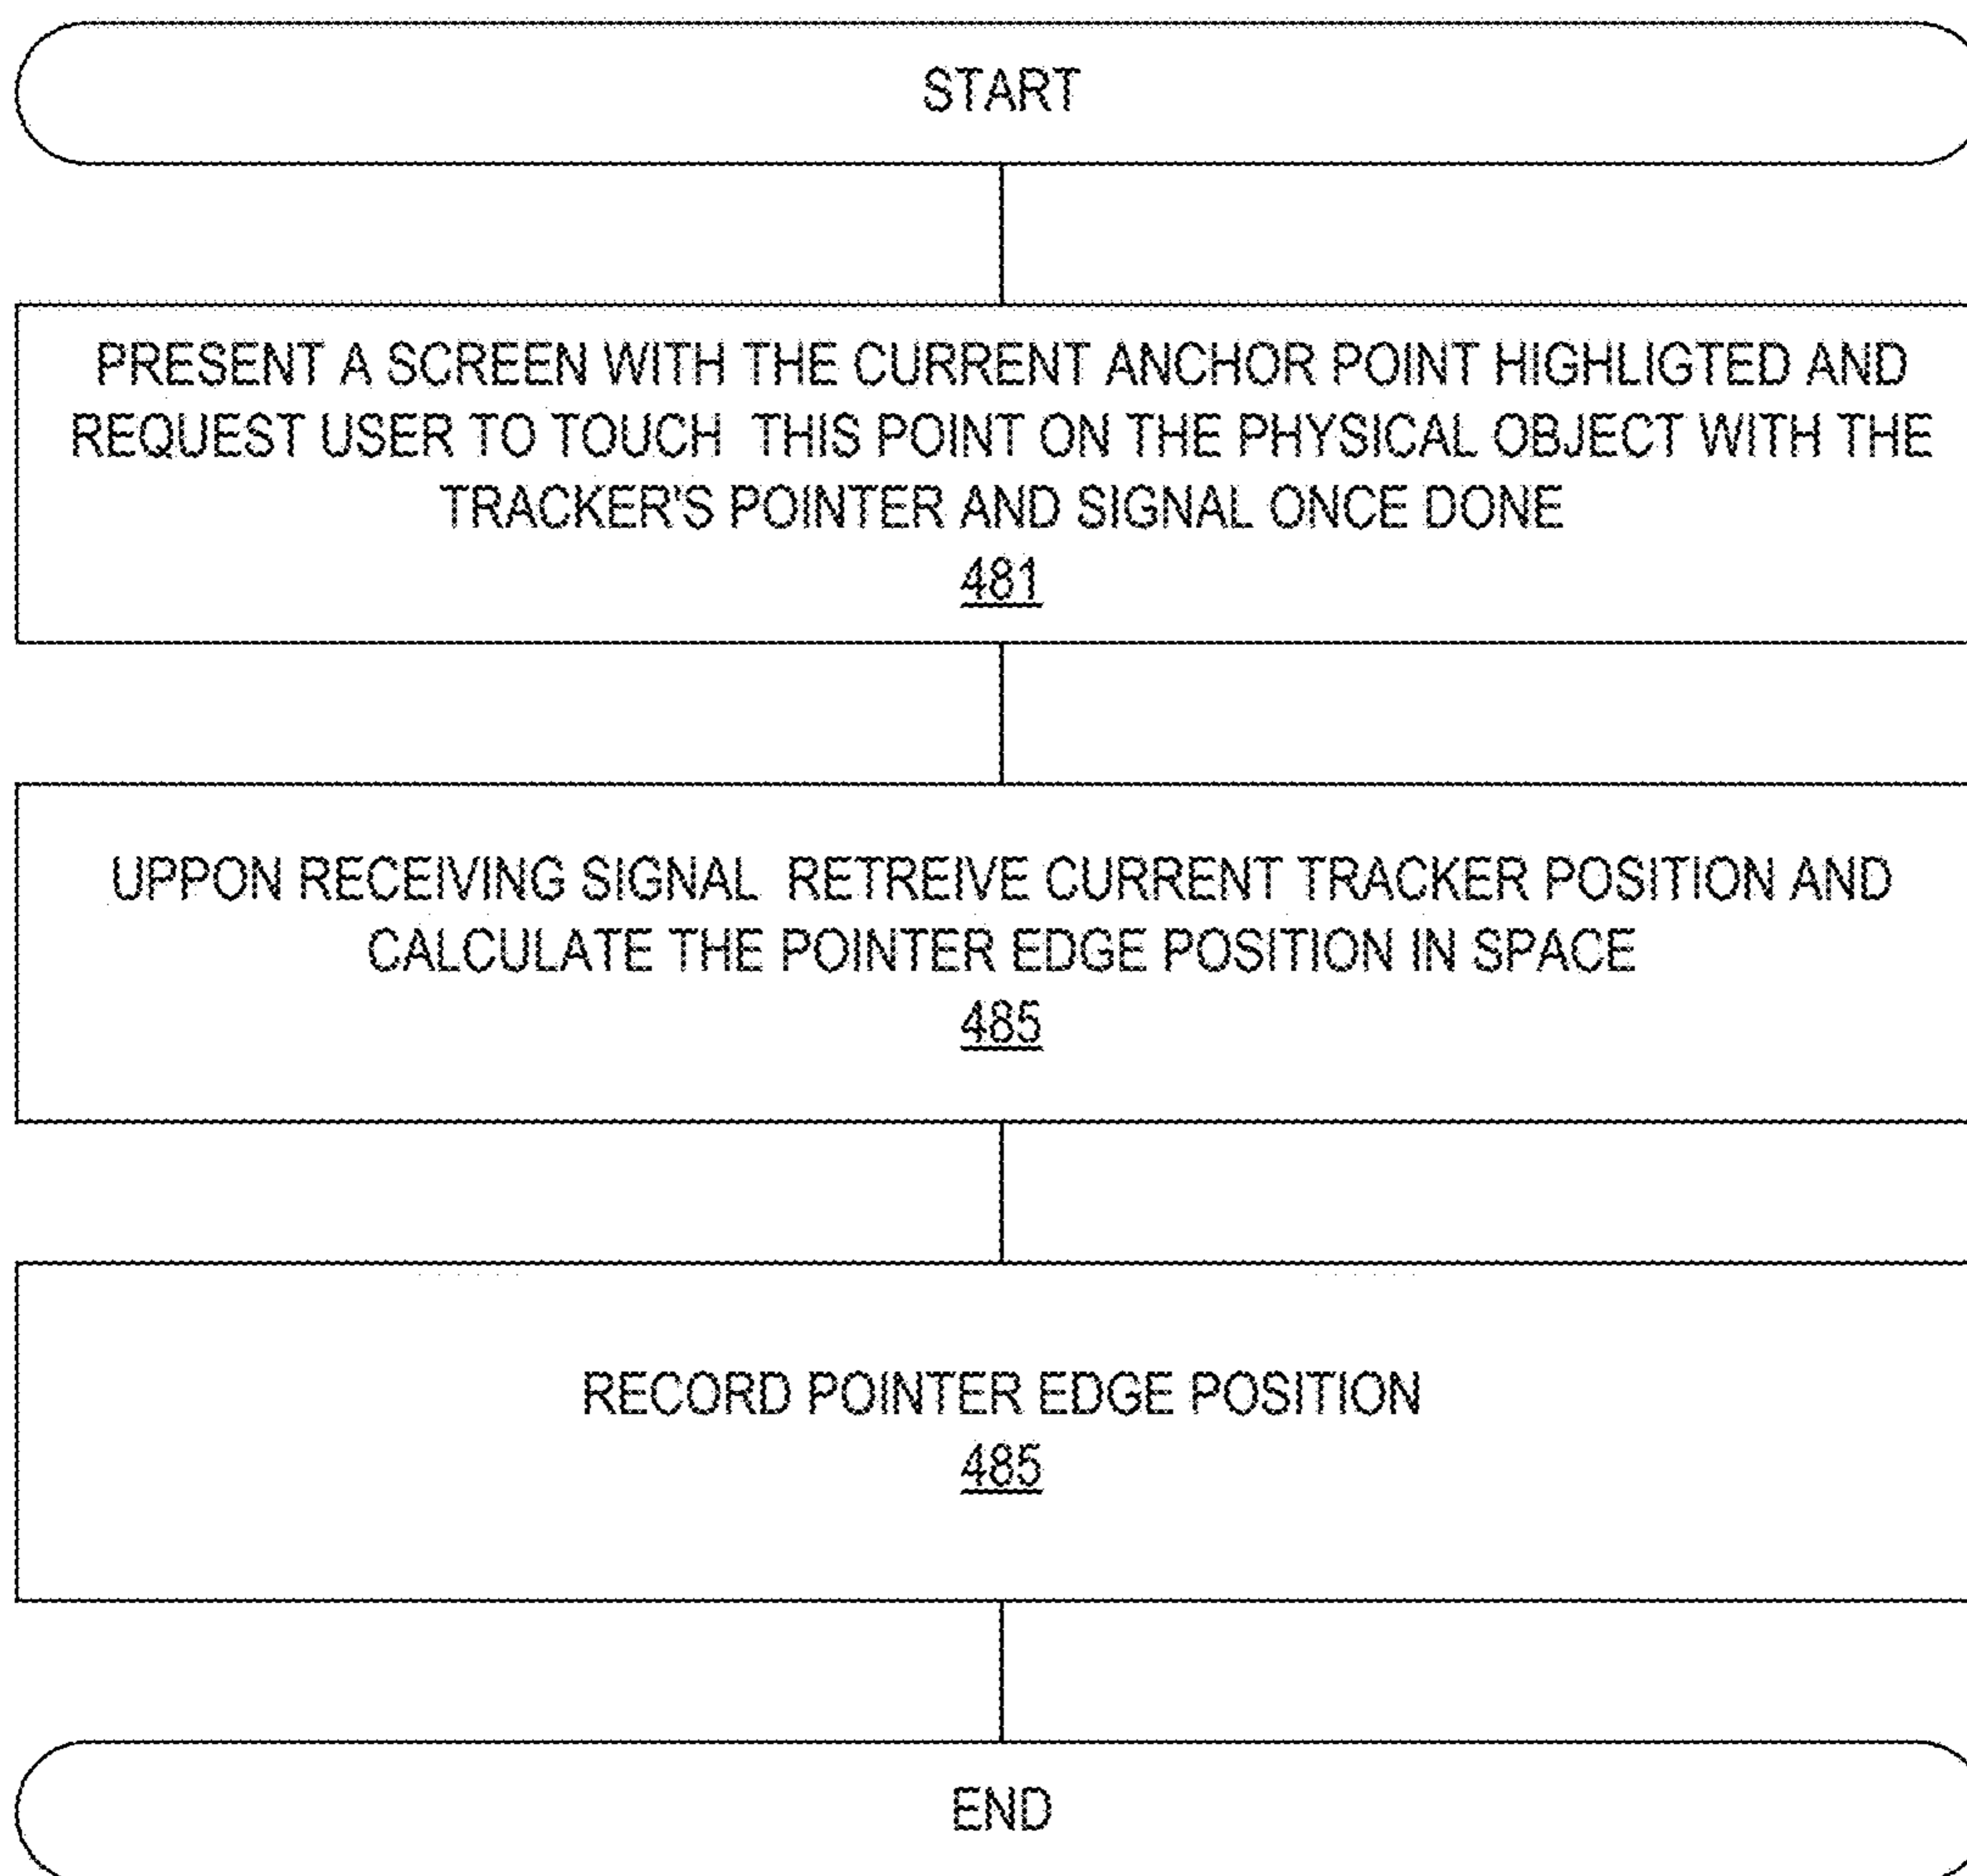 START
PRESENT A SCREEN WITH THE CURRENT ANCHOR POINT HIGHLIGTED AND
REQUEST USER TO TOUCH THIS POINT ON THE PHYSICAL OBJECT WITH THE
TRACKER'S POINTER AND SIGNAL ONCE DONE
481
UPPON RECEIVING SIGNAL RETREIVE CURRENT TRACKER POSITION AND
CALCULATE THE POINTER EDGE POSITION IN SPACE
485
RECORD POINTER EDGE POSITION
485
END